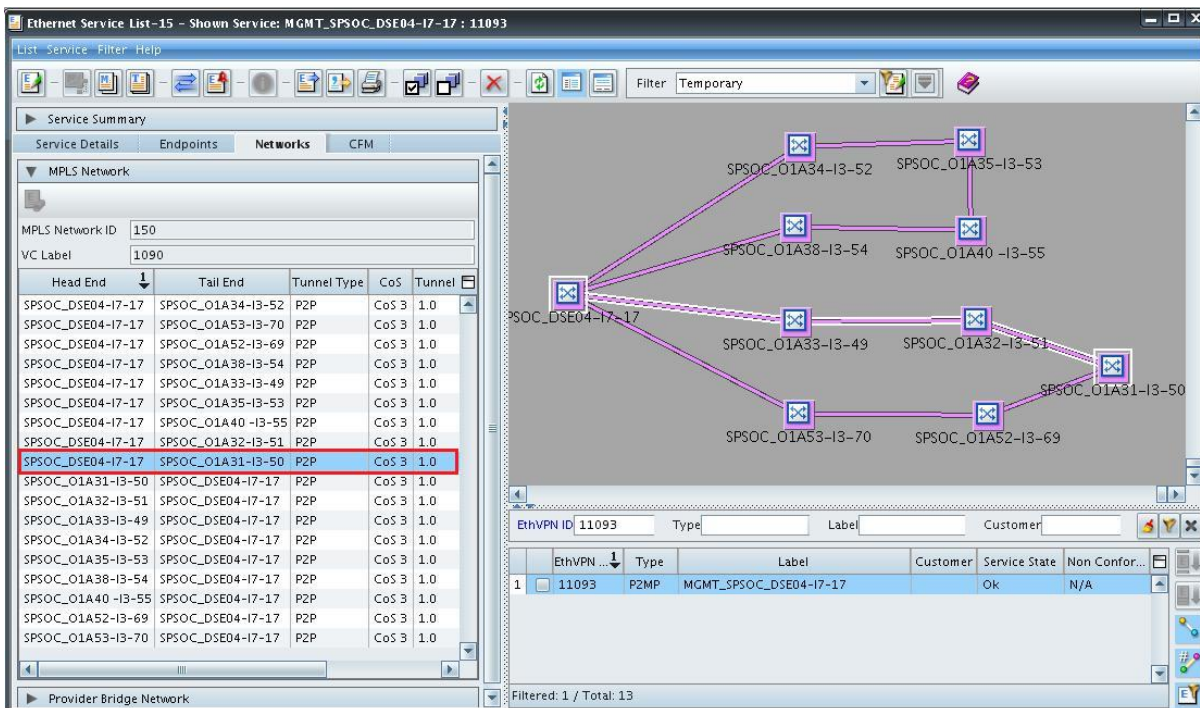 Ethernet Service List-15 - Shown Service: MGMT_SPSOC_DSE04-I7-17 : 11093
List Service Filter Help
Filter Temporary
Service Summary
Service Details Endpoints Networks CFM
MPLS Network
MPLS Network ID 150
VC Label 1090
Head End 1 Tail End Tunnel Type CoS Tunnel
SPSOC_DSE04-I7-17 SPSOC_O1A34-I3-52 P2P CoS 3 1.0
SPSOC_DSE04-I7-17 SPSOC_O1A53-I3-70 P2P CoS 3 1.0
SPSOC_DSE04-I7-17 SPSOC_O1A52-I3-69 P2P CoS 3 1.0
SPSOC_DSE04-I7-17 SPSOC_O1A38-I3-54 P2P CoS 3 1.0
SPSOC_DSE04-I7-17 SPSOC_O1A33-I3-49 P2P CoS 3 1.0
SPSOC_DSE04-I7-17 SPSOC_O1A35-I3-53 P2P CoS 3 1.0
SPSOC_DSE04-I7-17 SPSOC_O1A40 -I3-55 P2P CoS 3 1.0
SPSOC_DSE04-I7-17 SPSOC_O1A32-I3-51 P2P CoS 3 1.0
SPSOC_DSE04-I7-17 SPSOC_O1A31-I3-50 P2P CoS 3 1.0
SPSOC_O1A31-I3-50 SPSOC_DSE04-I7-17 P2P CoS 3 1.0
SPSOC_O1A32-I3-51 SPSOC_DSE04-I7-17 P2P CoS 3 1.0
SPSOC_O1A33-I3-49 SPSOC_DSE04-I7-17 P2P CoS 3 1.0
SPSOC_O1A34-I3-52 SPSOC_DSE04-I7-17 P2P CoS 3 1.0
SPSOC_O1A35-I3-53 SPSOC_DSE04-I7-17 P2P CoS 3 1.0
SPSOC_O1A38-I3-54 SPSOC_DSE04-I7-17 P2P CoS 3 1.0
SPSOC_O1A40 -I3-55 SPSOC_DSE04-I7-17 P2P CoS 3 1.0
SPSOC_O1A52-I3-69 SPSOC_DSE04-I7-17 P2P CoS 3 1.0
SPSOC_O1A53-I3-70 SPSOC_DSE04-I7-17 P2P CoS 3 1.0
Provider Bridge Network
SPSOC_O1A34-I3-52 SPSOC_O1A35-I3-53
SPSOC_O1A38-I3-54 SPSOC_O1A40 -I3-55
PSOC_DSE04-I7-17
SPSOC_O1A33-I3-49 SPSOC_O1A32-I3-51
SPSOC_O1A31-I3-50
SPSOC_O1A53-I3-70 SPSOC_O1A52-I3-69
EthVPN ID 11093 Type Label Customer
EthVPN ... 1 Type Label Customer Service State Non Confor...
1 11093 P2MP MGMT_SPSOC_DSE04-I7-17 Ok N/A
Filtered: 1 / Total: 13